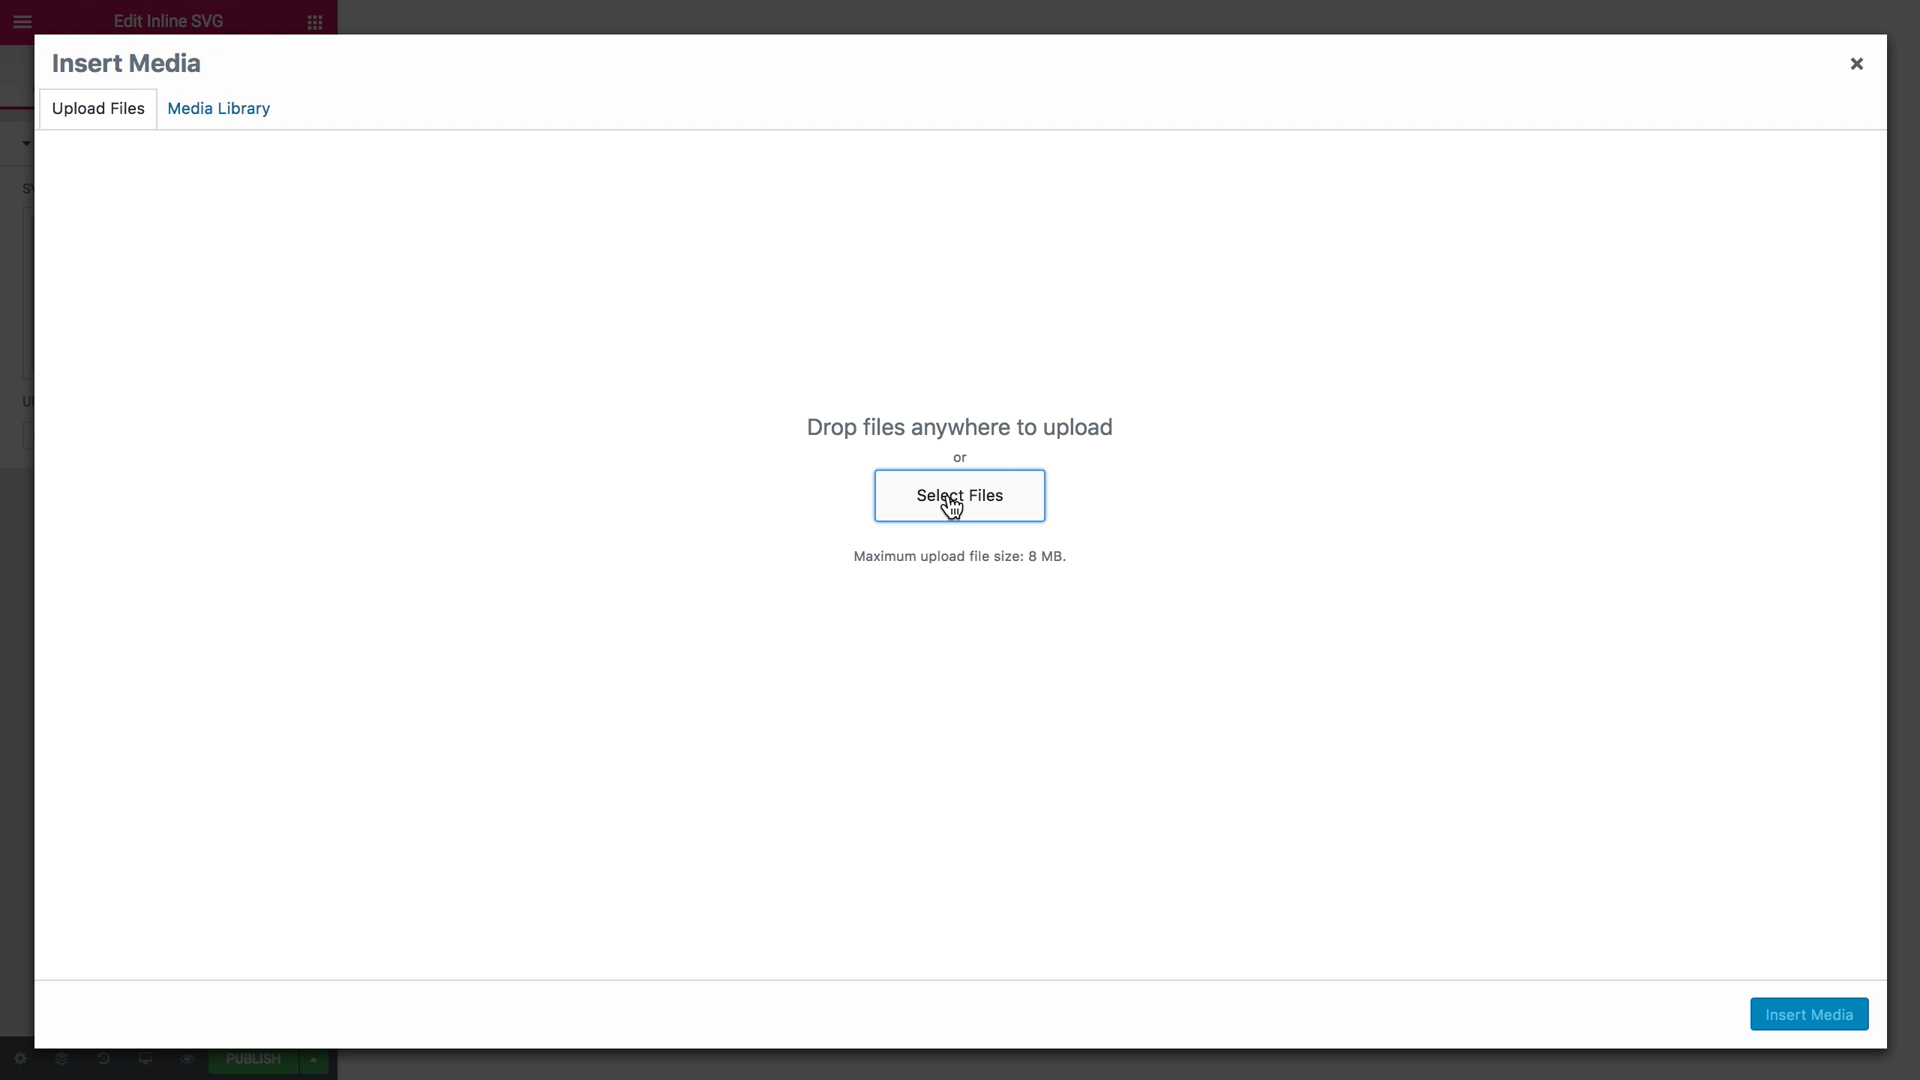 Edit Inline SVG
Insert Media
Upload Files
Media Library
Drop files anywhere to upload
or
Select Files
Maximum upload file size: 8 MB.
Insert Media
PUBLISH